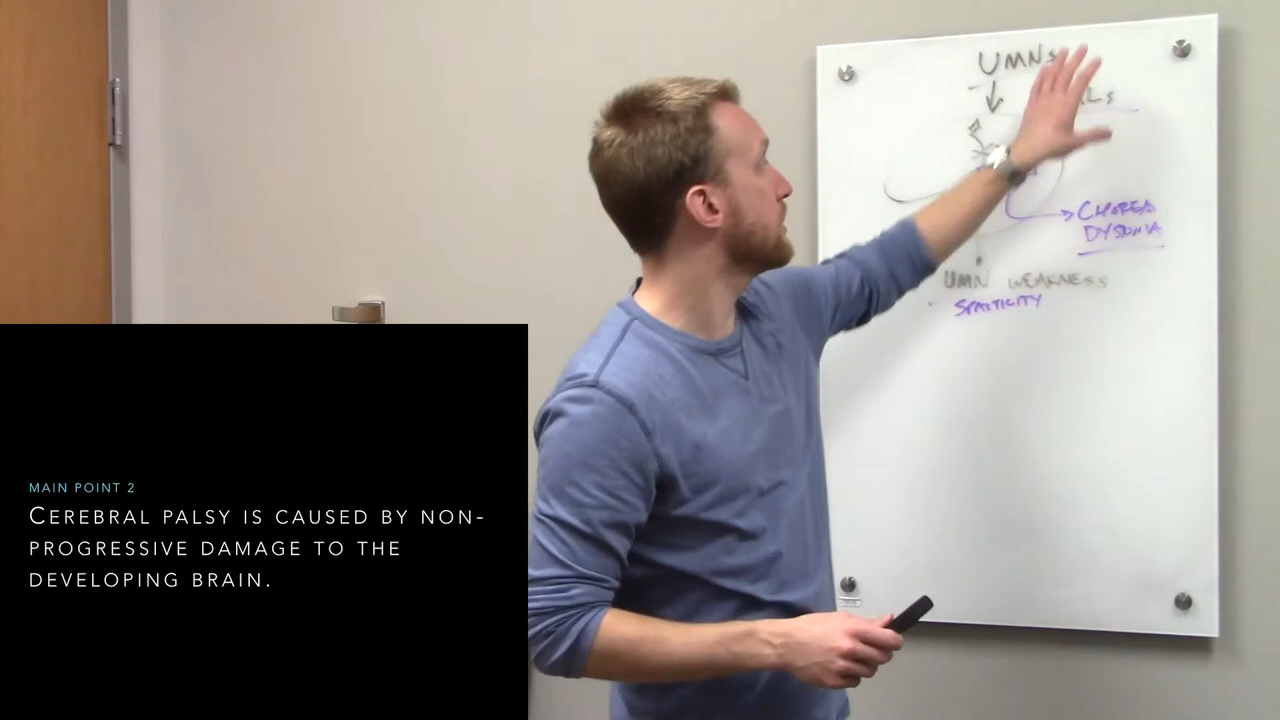 MAIN POINT 2
CEREBRAL PALSY IS CAUSED BY NON-
PROGRESSIVE DAMAGE TO THE
DEVELOPING BRAIN.
UMNs
CHOREA
DYSONIA
UMN WEAKNESS
SPASTICITY